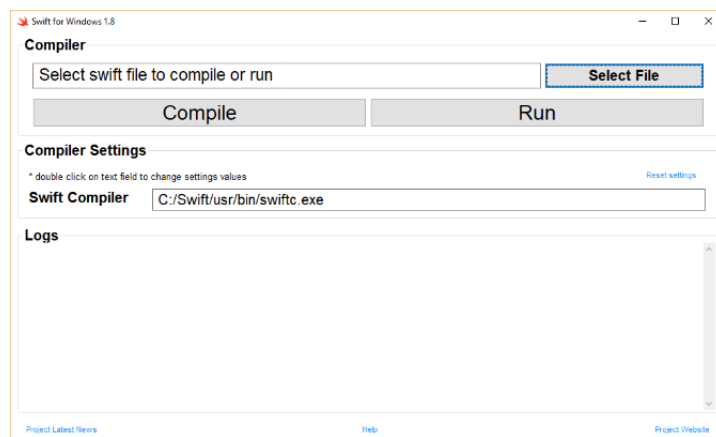 Swift for Windows 1.8
Compiler
Select swift file to compile or run
Select File
Compile
Run
Compiler Settings
* double click on text field to change settings values
Reset settings
Swift Compiler
C:/Swift/usr/bin/swiftc.exe
Logs
Project Latest News
Help
Project Website